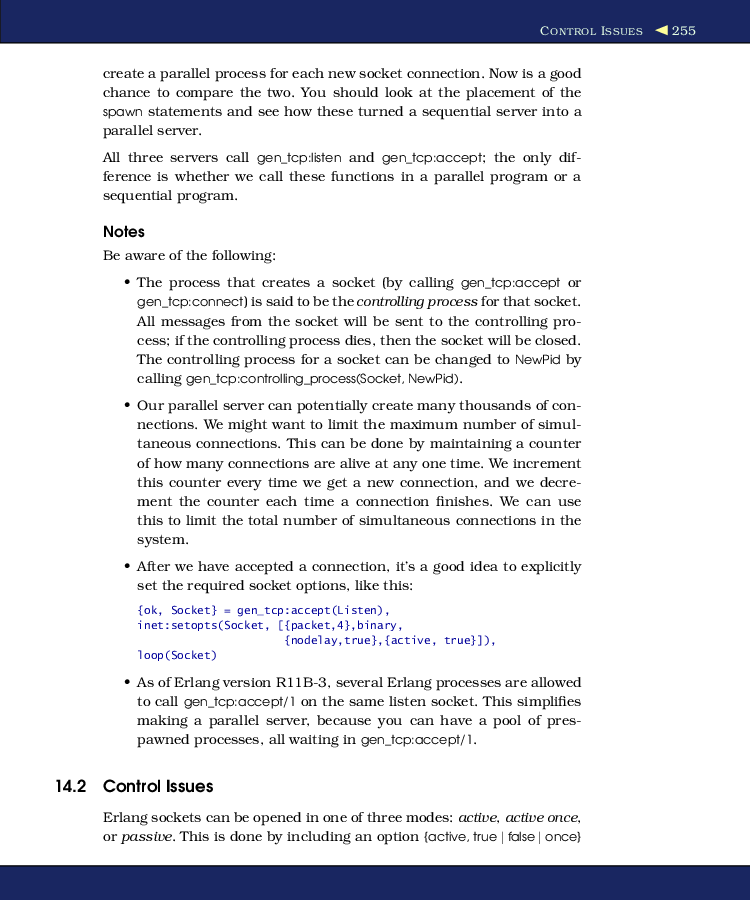 CONTROL ISSUES ◀ 255
create a parallel process for each new socket connection. Now is a good
chance to compare the two. You should look at the placement of the
spawn statements and see how these turned a sequential server into a
parallel server.
All three servers call gen_tcp:listen and gen_tcp:accept; the only dif-
ference is whether we call these functions in a parallel program or a
sequential program.
Notes
Be aware of the following:
• The process that creates a socket (by calling gen_tcp:accept or
gen_tcp:connect) is said to be the controlling process for that socket.
All messages from the socket will be sent to the controlling pro-
cess; if the controlling process dies, then the socket will be closed.
The controlling process for a socket can be changed to NewPid by
calling gen_tcp:controlling_process(Socket, NewPid).
• Our parallel server can potentially create many thousands of con-
nections. We might want to limit the maximum number of simul-
taneous connections. This can be done by maintaining a counter
of how many connections are alive at any one time. We increment
this counter every time we get a new connection, and we decre-
ment the counter each time a connection finishes. We can use
this to limit the total number of simultaneous connections in the
system.
• After we have accepted a connection, it's a good idea to explicitly
set the required socket options, like this:
{ok, Socket} = gen_tcp:accept(Listen),
inet:setopts(Socket, [{packet,4},binary,
{nodelay,true},{active, true}]),
loop(Socket)
• As of Erlang version R11B-3, several Erlang processes are allowed
to call gen_tcp:accept/1 on the same listen socket. This simplifies
making a parallel server, because you can have a pool of pres-
pawned processes, all waiting in gen_tcp:accept/1.
14.2 Control Issues
Erlang sockets can be opened in one of three modes: active, active once,
or passive. This is done by including an option {active, true | false | once}